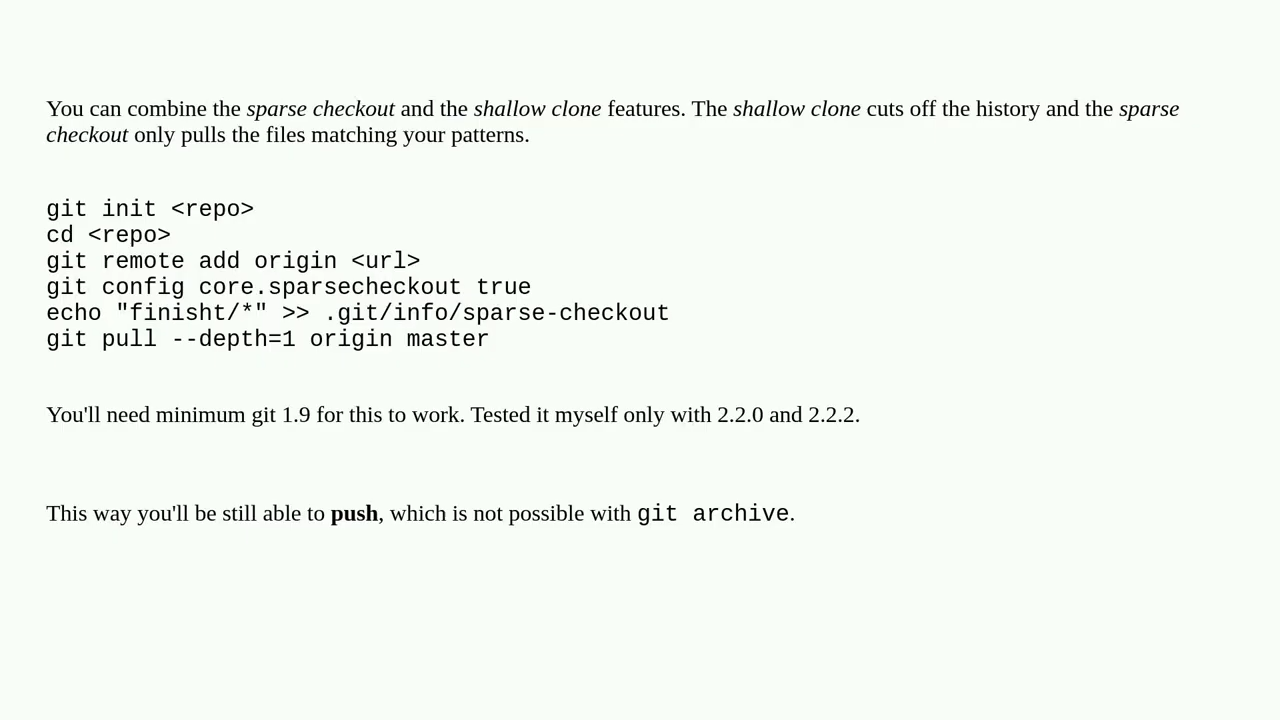 You can combine the sparse checkout and the shallow clone features. The shallow clone cuts off the history and the sparse
checkout only pulls the files matching your patterns.
git init <repo>
cd <repo>
git remote add origin <url>
git config core.sparsecheckout true
echo "finisht/*" >> .git/info/sparse-checkout
git pull --depth=1 origin master
You'll need minimum git 1.9 for this to work. Tested it myself only with 2.2.0 and 2.2.2.
This way you'll be still able to push, which is not possible with git archive.